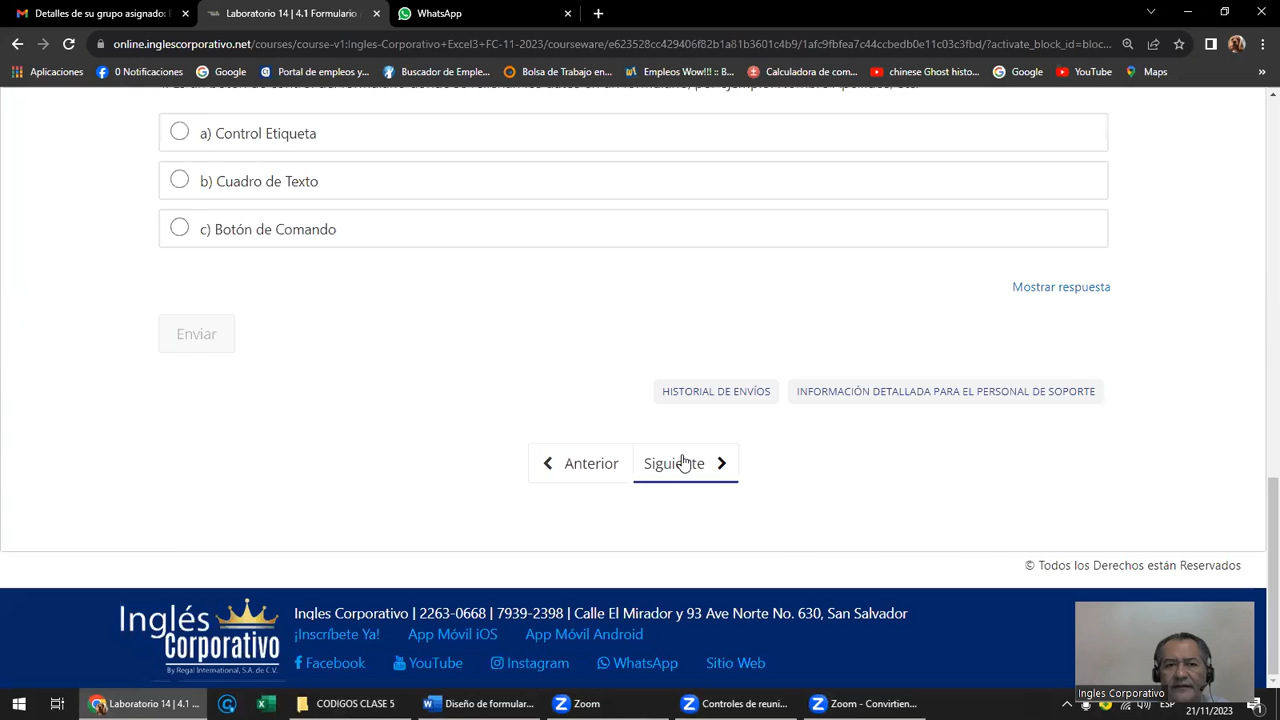 Detalles de su grupo asignado: (
Laboratorio 14 | 4.1 Formulario
WhatsApp
online.inglescorporativo.net/courses/course-v1:Ingles-Corporativo+Excel3+FC-11-2023/courseware/e623528cc429406f82b1a81b3601c4b9/1afc9fbfea7c44ccbedb0e11c03c3fbd/?activate_block_id=bloc...
Aplicaciones
0 Notificaciones
Google
Portal de empleos y...
Buscador de Empleo...
Bolsa de Trabajo en...
Empleos Wow!!! :: B...
Calculadora de com...
chinese Ghost histo...
Google
YouTube
Maps
a) Control Etiqueta
b) Cuadro de Texto
c) Botón de Comando
Mostrar respuesta
Enviar
HISTORIAL DE ENVÍOS
INFORMACIÓN DETALLADA PARA EL PERSONAL DE SOPORTE
Anterior
Siguiente
© Todos los Derechos están Reservados
Inglés
Corporativo
By Regal International, S.A. de C.V.
Ingles Corporativo | 2263-0668 | 7939-2398 | Calle El Mirador y 93 Ave Norte No. 630, San Salvador
¡Inscríbete Ya! App Móvil iOS App Móvil Android
Facebook YouTube Instagram WhatsApp Sitio Web
Ingles Corporativo
Laboratorio 14 | 4.1 ...
CODIGOS CLASE 5
Diseño de formular...
Zoom
Controles de reuni...
Zoom - Convirtien...
ESP
21/11/2023